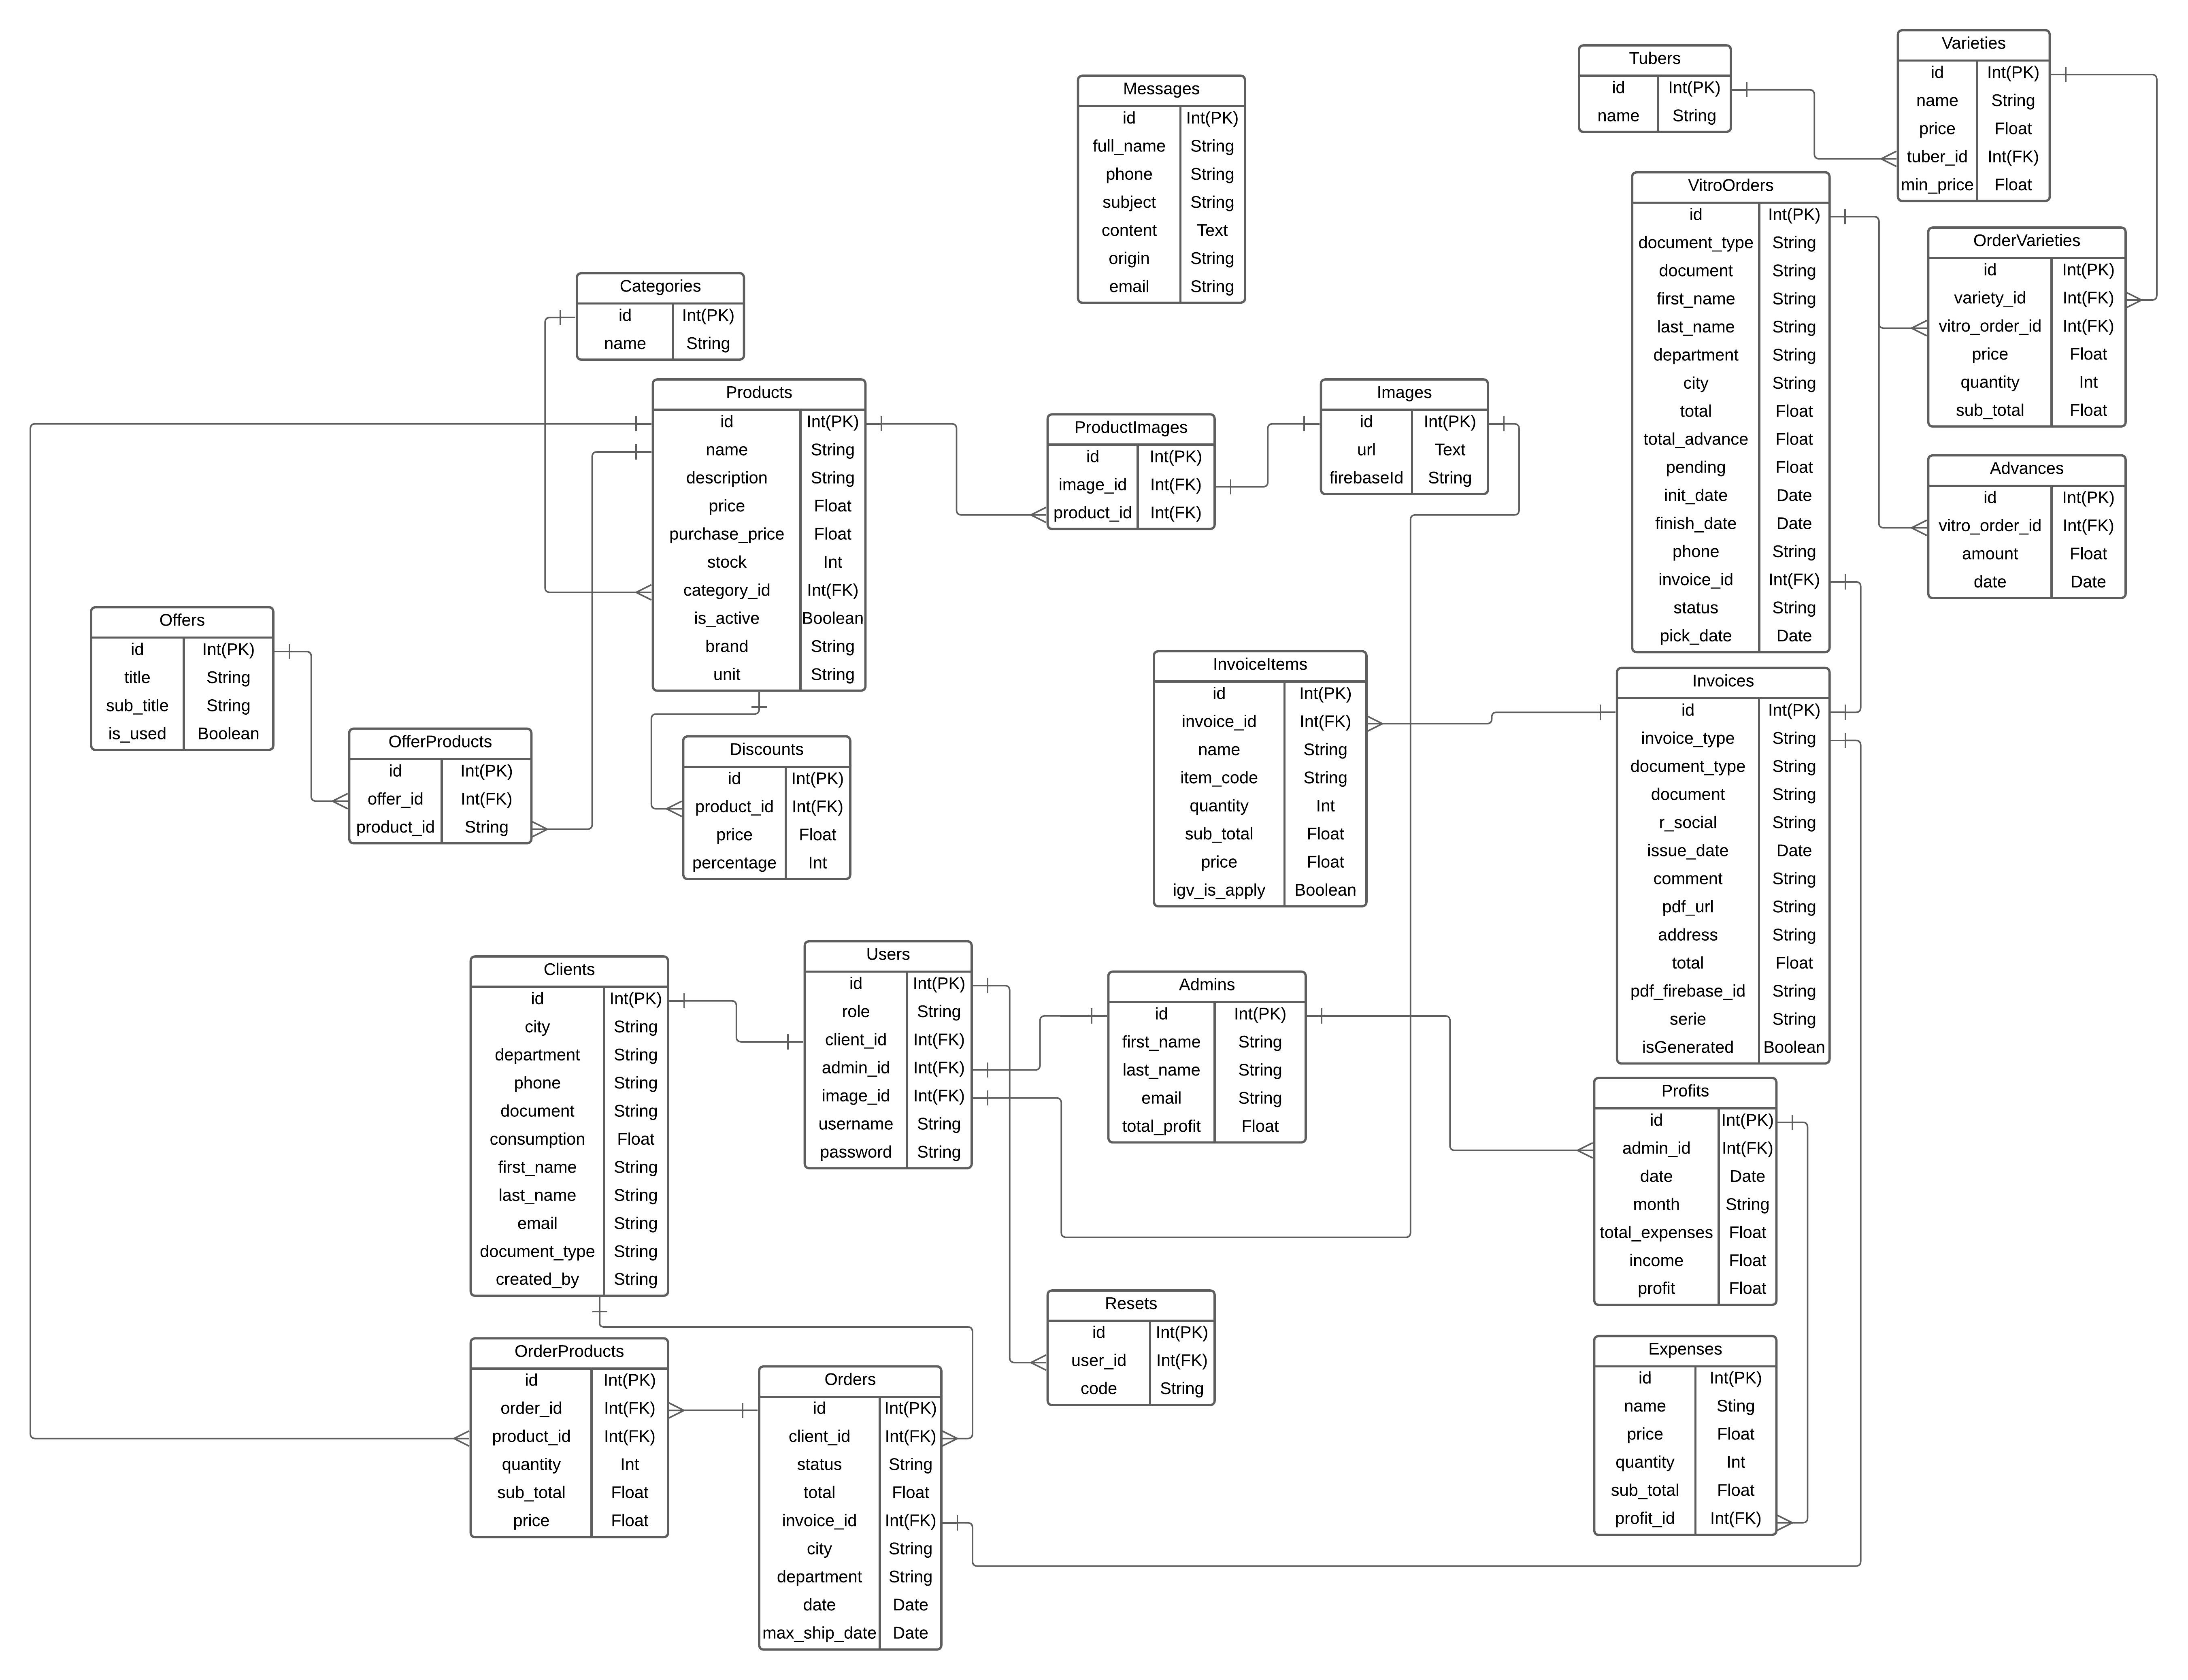 Messages
id Int(PK)
full_name String
phone String
subject String
content Text
origin String
email String
Tubers
id Int(PK)
name String
Varieties
id Int(PK)
name String
price Float
tuber_id Int(FK)
min_price Float
VitroOrders
id Int(PK)
document_type String
document String
first_name String
last_name String
department String
city String
total Float
total_advance Float
pending Float
init_date Date
finish_date Date
phone String
invoice_id Int(FK)
status String
pick_date Date
OrderVarieties
id Int(PK)
variety_id Int(FK)
vitro_order_id Int(FK)
price Float
quantity Int
sub_total Float
Advances
id Int(PK)
vitro_order_id Int(FK)
amount Float
date Date
Categories
id Int(PK)
name String
Products
id Int(PK)
name String
description String
price Float
purchase_price Float
stock Int
category_id Int(FK)
is_active Boolean
brand String
unit String
ProductImages
id Int(PK)
image_id Int(FK)
product_id Int(FK)
Images
id Int(PK)
url Text
firebaseId String
Offers
id Int(PK)
title String
sub_title String
is_used Boolean
OfferProducts
id Int(PK)
offer_id Int(FK)
product_id String
Discounts
id Int(PK)
product_id Int(FK)
price Float
percentage Int
InvoiceItems
id Int(PK)
invoice_id Int(FK)
name String
item_code String
quantity Int
sub_total Float
price Float
igv_is_apply Boolean
Invoices
id Int(PK)
invoice_type String
document_type String
document String
r_social String
issue_date Date
comment String
pdf_url String
address String
total Float
pdf_firebase_id String
serie String
isGenerated Boolean
Clients
id Int(PK)
city String
department String
phone String
document String
consumption Float
first_name String
last_name String
email String
document_type String
created_by String
Users
id Int(PK)
role String
client_id Int(FK)
admin_id Int(FK)
image_id Int(FK)
username String
password String
Admins
id Int(PK)
first_name String
last_name String
email String
total_profit Float
Profits
id Int(PK)
admin_id Int(FK)
date Date
month String
total_expenses Float
income Float
profit Float
Resets
id Int(PK)
user_id Int(FK)
code String
OrderProducts
id Int(PK)
order_id Int(FK)
product_id Int(FK)
quantity Int
sub_total Float
price Float
Orders
id Int(PK)
client_id Int(FK)
status String
total Float
invoice_id Int(FK)
city String
department String
date Date
max_ship_date Date
Expenses
id Int(PK)
name Sting
price Float
quantity Int
sub_total Float
profit_id Int(FK)